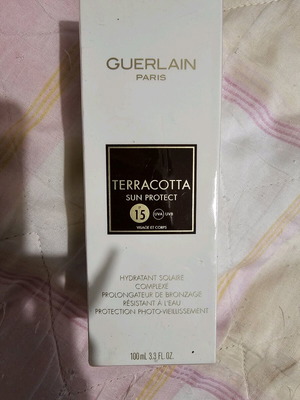 GUERLAIN
PARIS
TERRACOTTA
SUN PROTECT
15 UVA UVB
VISAGE ET CORPS
HYDRATANT SOLAIRE
COMPLEXE
PROLONGATEUR DE BRONZAGE
RÉSISTANT À L'EAU
PROTECTION PHOTO-VIEILLISSEMENT
100 mL 3.3 FL. OZ.